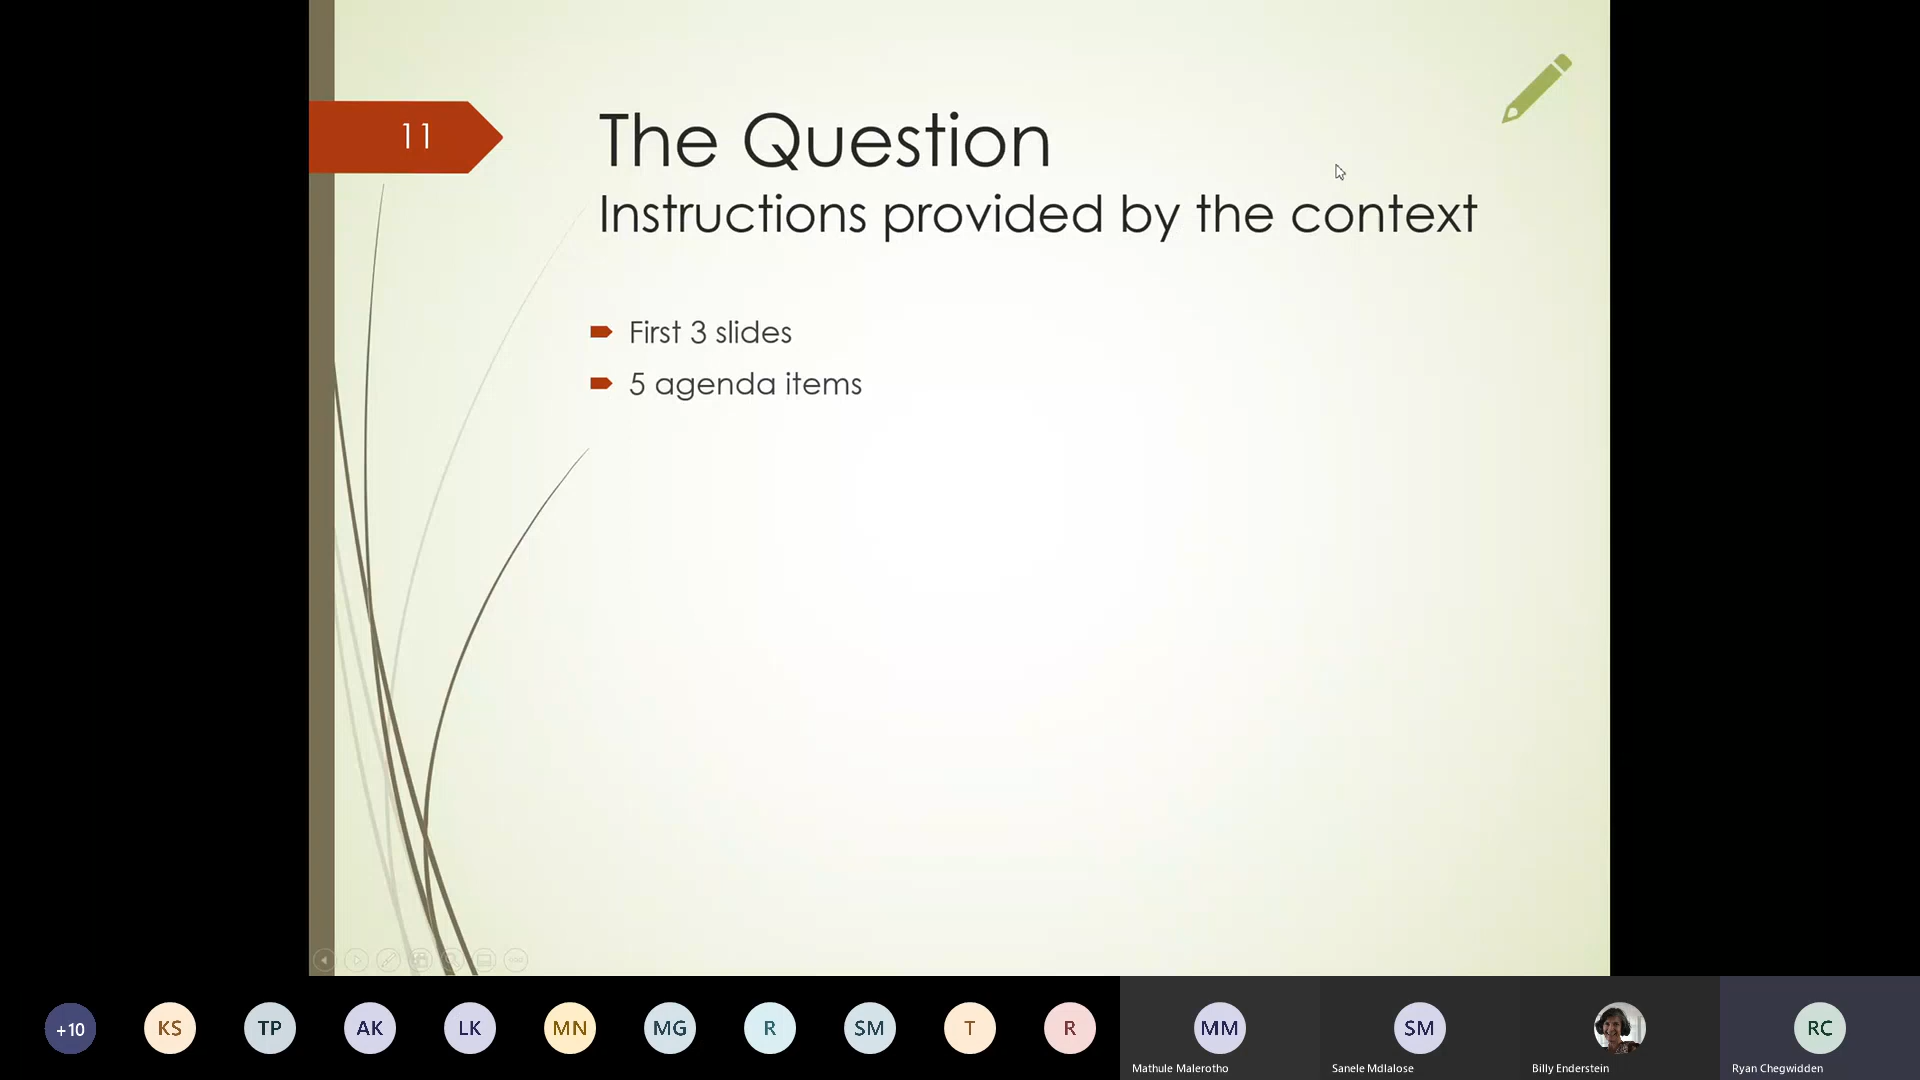 11
The Question
Instructions provided by the context
First 3 slides
5 agenda items
+10
KS
TP
AK
LK
MN
MG
R
SM
T
R
MM
SM
RC
Mathule Malerotho
Sanele Mdlalose
Billy Enderstein
Ryan Chegwidden